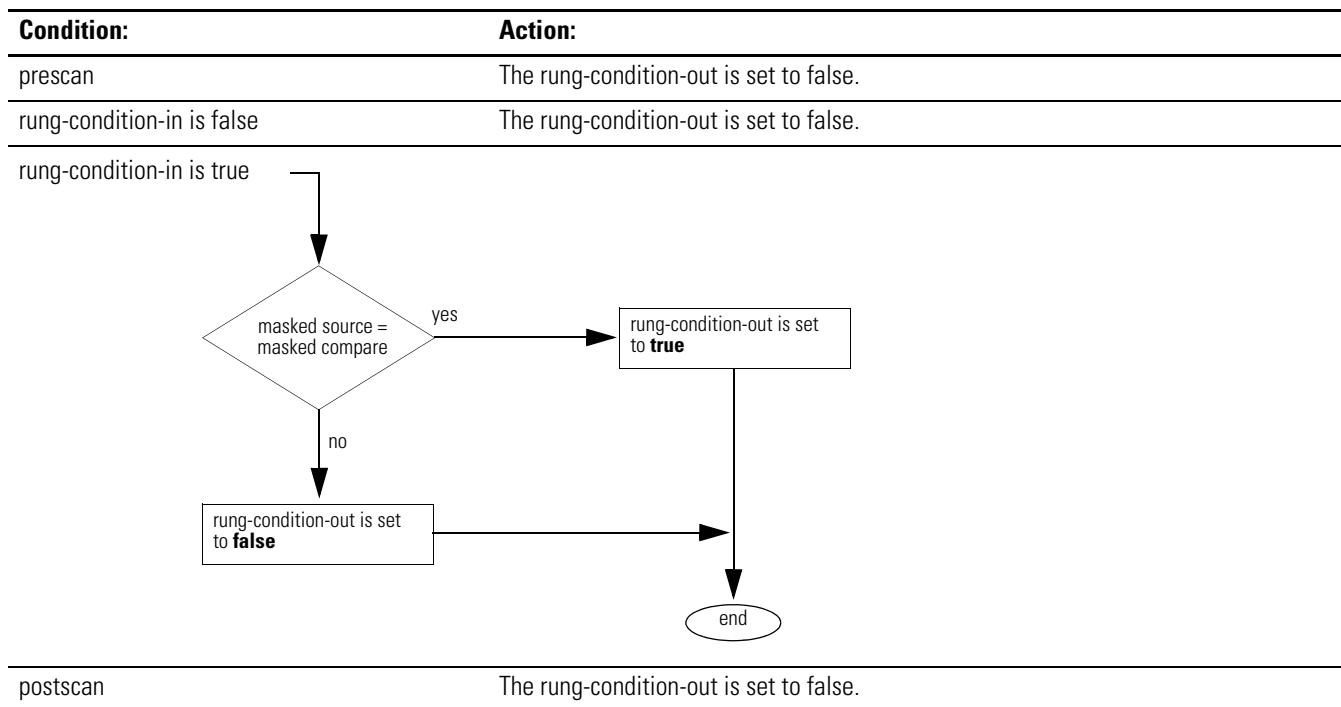 Condition: Action:
prescan The rung-condition-out is set to false.
rung-condition-in is false The rung-condition-out is set to false.
rung-condition-in is true
masked source =
masked compare
yes
rung-condition-out is set
to true
no
rung-condition-out is set
to false
end
postscan The rung-condition-out is set to false.